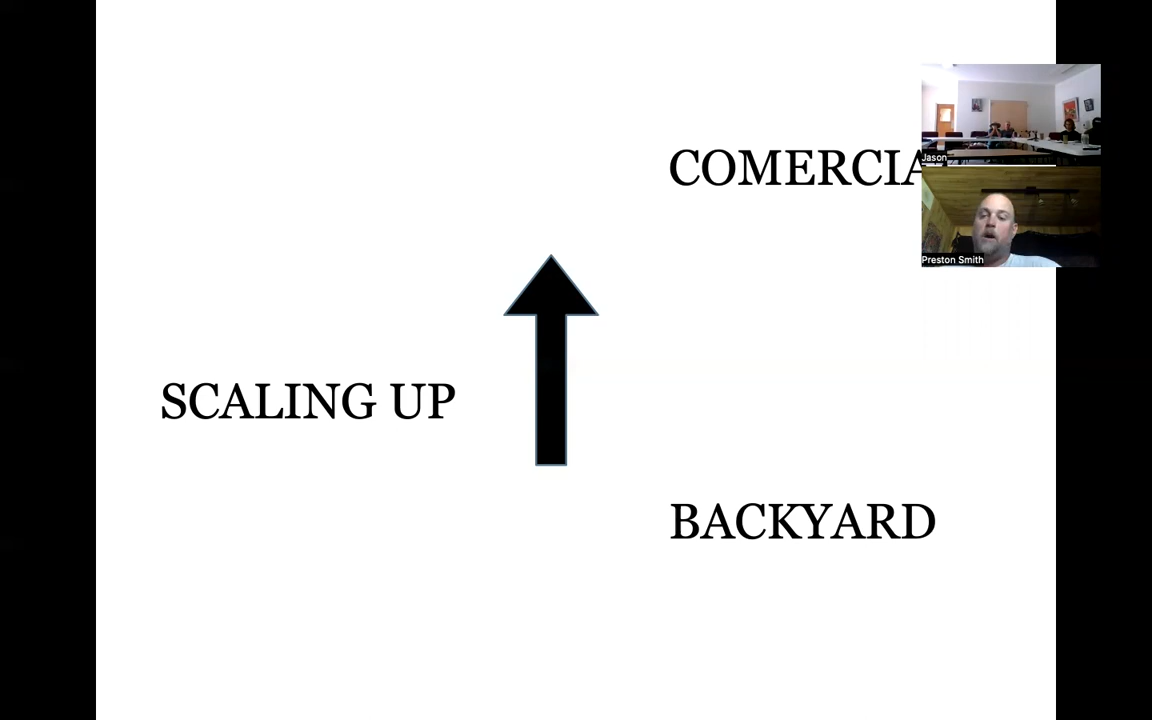 COMERCIA
Jason
Preston Smith
SCALING UP
BACKYARD